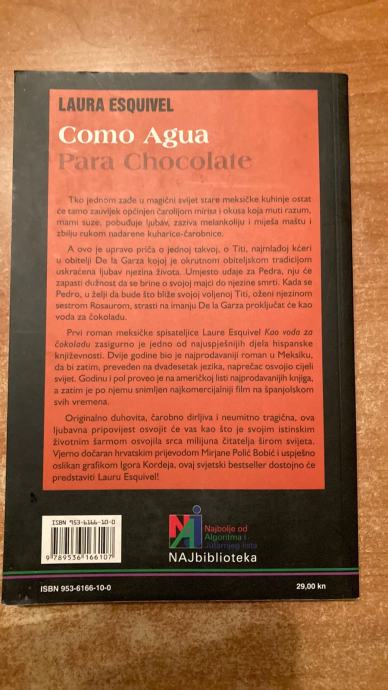 LAURA ESQUIVEL
Como Agua
Para Chocolate
Tko jednom zađe u magični svijet stare meksičke kuhinje ostat
će tamo zauvijek općinjen čarolijom mirisa i okusa koja muti razum,
mami suze, pobuđuje ljubav, zaziva melankoliju i miješa maštu i
zbilju rukom nadarene kuharice-čarobnice.
A ovo je upravo priča o jednoj takvoj, o Titi, najmlađoj kćeri
u obitelji De la Garza kojoj je okrutnom obiteljskom tradicijom
uskraćena ljubav njezina života. Umjesto udaje za Pedra, nju će
zapasti dužnost da se brine o svojoj majci do njezine smrti. Kada se
Pedro, u želji da bude što bliže svojoj voljenoj Titi, oženi njezinom
sestrom Rosaurom, strasti na imanju De la Garza proključat će kao
voda za čokoladu.
Prvi roman meksičke spisateljice Laure Esquivel Kao voda za
čokoladu zasigurno je jedno od najuspješnijih djela hispanske
književnosti. Dvije godine bio je najprodavaniji roman u Meksiku,
da bi zatim, preveden na dvadesetak jezika, naprečac osvojio cijeli
svijet. Godinu i pol proveo je na američkoj listi najprodavanijih knjiga,
a zatim je po njemu snimljen najkomercijalniji film na španjolskom
svih vremena.
Originalno duhovita, čarobno dirljiva i neumitno tragična, ova
ljubavna pripovijest osvojit će vas kao što je svojim istinskim
životnim šarmom osvojila srca milijuna čitatelja širom svijeta.
Vjerno dočaran hrvatskim prijevodom Mirjane Polić Bobić i uspješno
oslikan grafikom Igora Kordeja, ovaj svjetski bestseller dostojno će
predstaviti Lauru Esquivel!
ISBN 953-6166-10-0
9 789536 166107
Najbolje od
Algoritma i
Jutarnjeg lista
NAJbiblioteka
ISBN 953-6166-10-0
29,00 kn